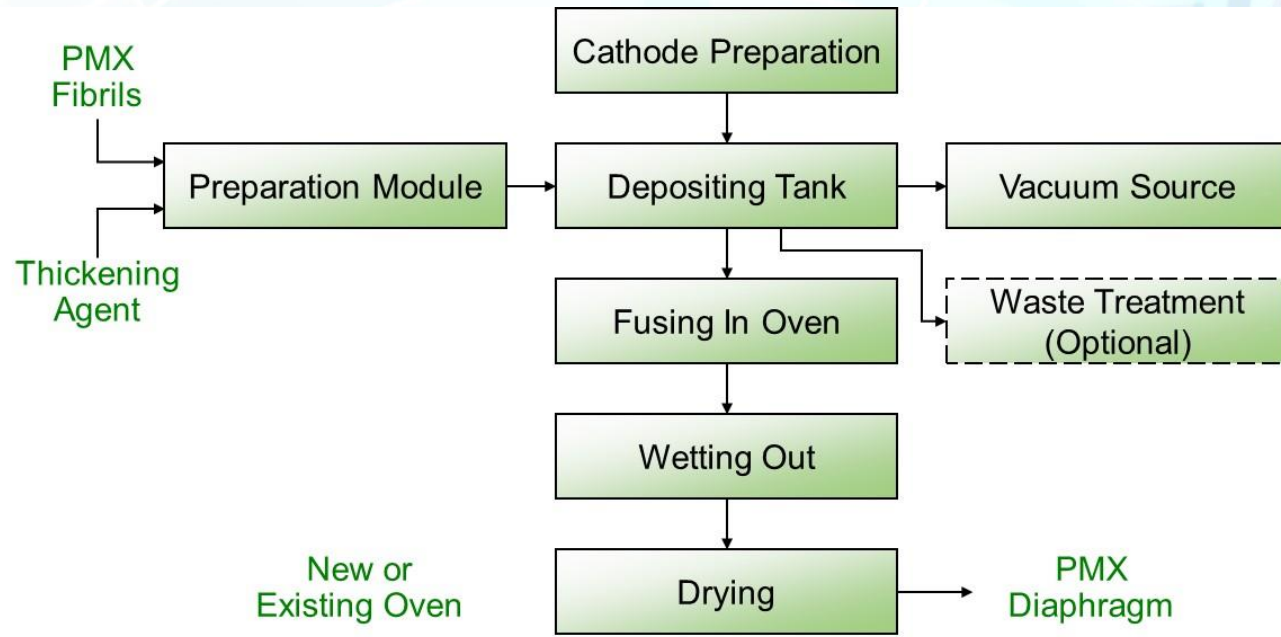 PMX
Fibrils
Cathode Preparation
Preparation Module
Depositing Tank
Vacuum Source
Thickening
Agent
Fusing In Oven
Waste Treatment
(Optional)
Wetting Out
New or
Existing Oven
Drying
PMX
Diaphragm